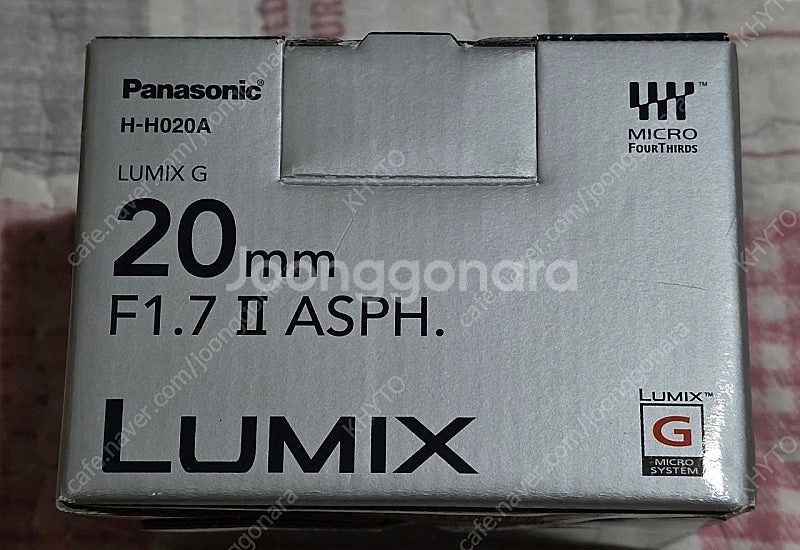 Panasonic
H-H020A
LUMIX G
20mm
F1.7 II ASPH.
LUMIX
MICRO
FOURTHIRDS
LUMIX™
G
MICRO
SYSTEM
Joonggonara
cafe.naver.com/joonggonara
KHYTO